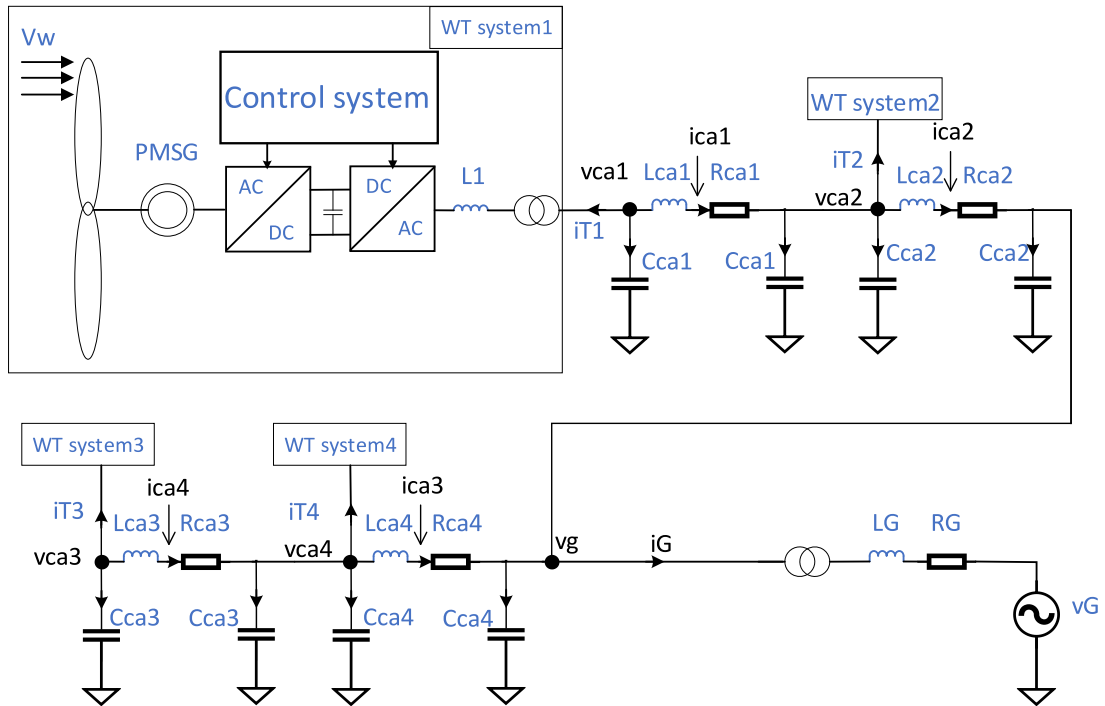 WT system1
Vw
Control system
WT system2
PMSG
AC
DC
DC
AC
L1
vca1
iT1
ica1
Lca1
Rca1
Cca1
Cca1
iT2
vca2
ica2
Lca2
Rca2
Cca2
Cca2
WT system3
WT system4
iT3
ica4
Lca3
Rca3
vca3
Cca3
Cca3
iT4
ica3
Lca4
Rca4
vca4
Cca4
Cca4
vg
iG
LG
RG
vG